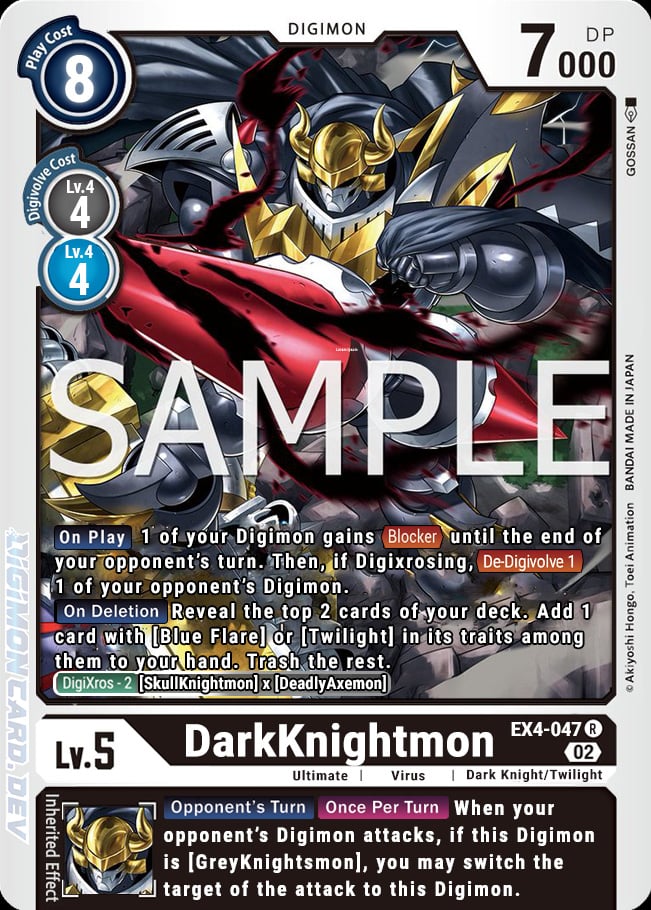 DIGIMON
Play Cost
8
7000
DP
Digivolve Cost
Lv.4
4
Lv.4
4
GOSSAN
SAMPLE
BANDAI MADE IN JAPAN
© Akiyoshi Hongo, Toei Animation
On Play 1 of your Digimon gains Blocker until the end of
your opponent's turn. Then, if Digixrosing, De-Digivolve 1
1 of your opponent's Digimon.
On Deletion Reveal the top 2 cards of your deck. Add 1
card with [Blue Flare] or [Twilight] in its traits among
them to your hand. Trash the rest.
DigiXros - 2 [SkullKnightmon] x [DeadlyAxemon]
DIGIMONCARD.DEV
Lv.5
DarkKnightmon
EX4-047 R
02
Ultimate | Virus | Dark Knight/Twilight
Inherited Effect
Opponent's Turn Once Per Turn When your
opponent's Digimon attacks, if this Digimon
is [GreyKnightsmon], you may switch the
target of the attack to this Digimon.